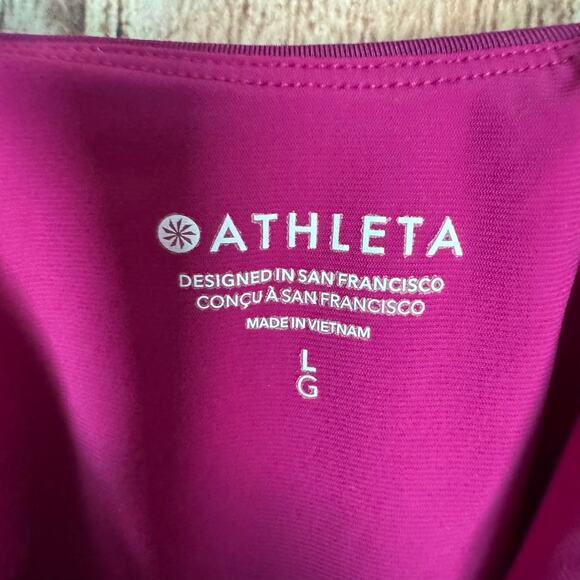 ATHLETA
DESIGNED IN SAN FRANCISCO
CONÇU À SAN FRANCISCO
MADE IN VIETNAM
L
G